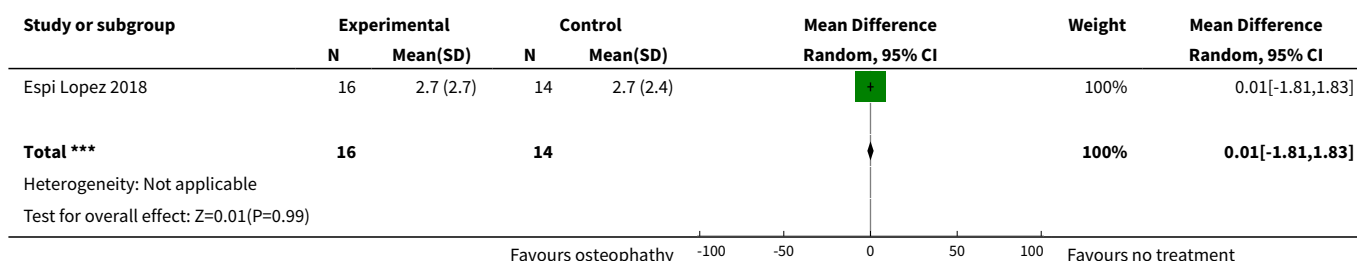 Study or subgroup Experimental Control Mean Difference Weight Mean Difference
N Mean(SD) N Mean(SD) Random, 95% CI Random, 95% CI
Espi Lopez 2018 16 2.7 (2.7) 14 2.7 (2.4) 100% 0.01[-1.81,1.83]
Total *** 16 14 100% 0.01[-1.81,1.83]
Heterogeneity: Not applicable
Test for overall effect: Z=0.01(P=0.99)
Favours osteophathy -100 -50 0 50 100 Favours no treatment